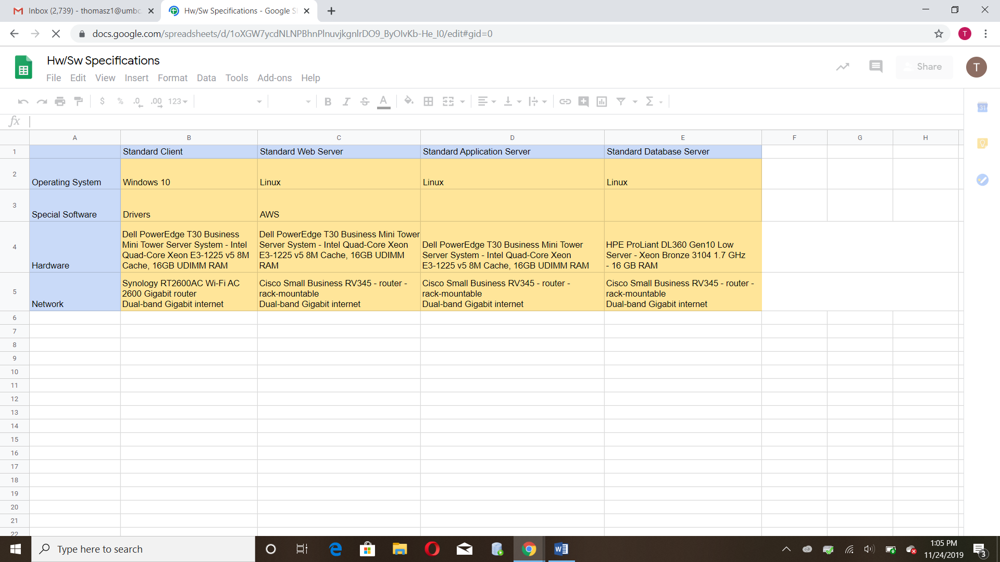 Inbox (2,739) - thomasz1@umbc.
Hw/Sw Specifications - Google S
docs.google.com/spreadsheets/d/1oXGW7ycdNLNPBhnPlnuvjkgnlrDO9_ByOIvKb-He_I0/edit#gid=0
T
Hw/Sw Specifications
File Edit View Insert Format Data Tools Add-ons Help
Share
T
$ % .0 .00 123
B I S A
Σ
31
fx
A B C D E F G H
1 Standard Client Standard Web Server Standard Application Server Standard Database Server
2 Operating System Windows 10 Linux Linux Linux
3 Special Software Drivers AWS
4 Hardware
Dell PowerEdge T30 Business
Mini Tower Server System - Intel
Quad-Core Xeon E3-1225 v5 8M
Cache, 16GB UDIMM RAM
Dell PowerEdge T30 Business Mini Tower
Server System - Intel Quad-Core Xeon
E3-1225 v5 8M Cache, 16GB UDIMM
RAM
Dell PowerEdge T30 Business Mini Tower
Server System - Intel Quad-Core Xeon
E3-1225 v5 8M Cache, 16GB UDIMM RAM
HPE ProLiant DL360 Gen10 Low
Server - Xeon Bronze 3104 1.7 GHz
- 16 GB RAM
5 Network
Synology RT2600AC Wi-Fi AC
2600 Gigabit router
Dual-band Gigabit internet
Cisco Small Business RV345 - router -
rack-mountable
Dual-band Gigabit internet
Cisco Small Business RV345 - router -
rack-mountable
Dual-band Gigabit internet
Cisco Small Business RV345 - router -
rack-mountable
Dual-band Gigabit internet
6
7
8
9
10
11
12
13
14
15
16
17
18
19
20
21
22
Type here to search
1:05 PM
11/24/2019
3